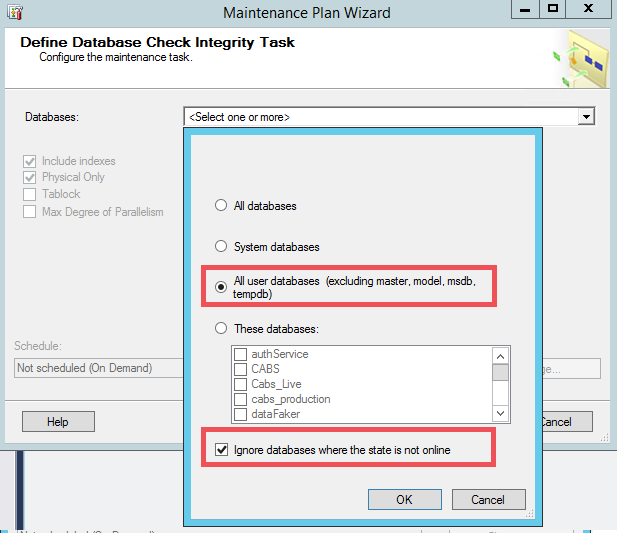 Maintenance Plan Wizard
Define Database Check Integrity Task
Configure the maintenance task.
Databases:
<Select one or more>
Include indexes
Physical Only
Tablock
Max Degree of Parallelism
All databases
System databases
All user databases  (excluding master, model, msdb,
tempdb)
These databases:
authService
CABS
Cabs_Live
cabs_production
dataFaker
Schedule:
Not scheduled (On Demand)
Ignore databases where the state is not online
Help
Cancel
OK
Cancel